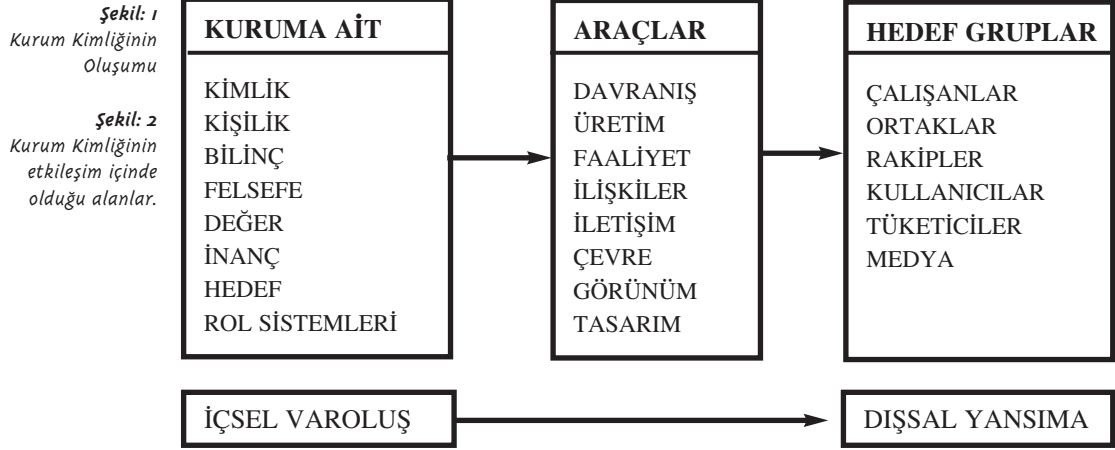 Şekil: 1
Kurum Kimliğinin
Oluşumu
Şekil: 2
Kurum Kimliğinin
etkileşim içinde
olduğu alanlar.
KURUMA AİT
KİMLİK
KİŞİLİK
BİLİNÇ
FELSEFE
DEĞER
İNANÇ
HEDEF
ROL SİSTEMLERİ
ARAÇLAR
DAVRANIŞ
ÜRETİM
FAALİYET
İLİŞKİLER
İLETİŞİM
ÇEVRE
GÖRÜNÜM
TASARIM
HEDEF GRUPLAR
ÇALIŞANLAR
ORTAKLAR
RAKİPLER
KULLANICILAR
TÜKETİCİLER
MEDYA
İÇSEL VAROLUŞ
DIŞSAL YANSIMA